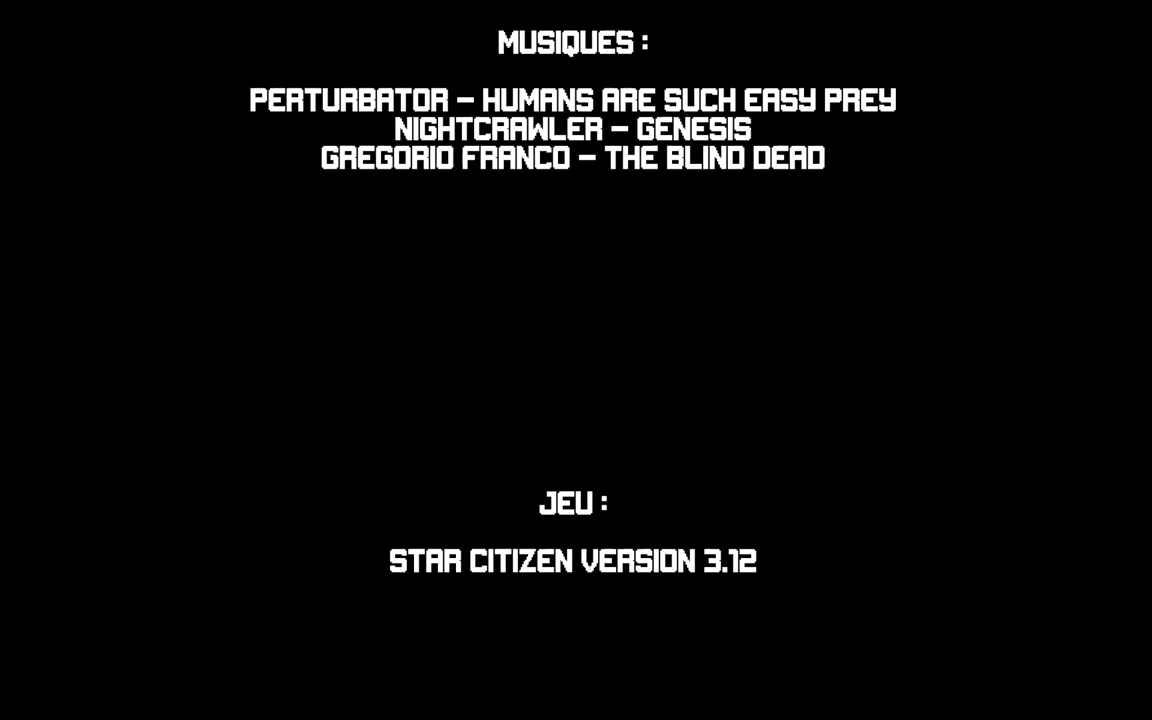 MUSIQUES :
PERTURBATOR – HUMANS ARE SUCH EASY PREY
NIGHTCRAWLER – GENESIS
GREGORIO FRANCO – THE BLIND DEAD
JEU :
STAR CITIZEN VERSION 3.12